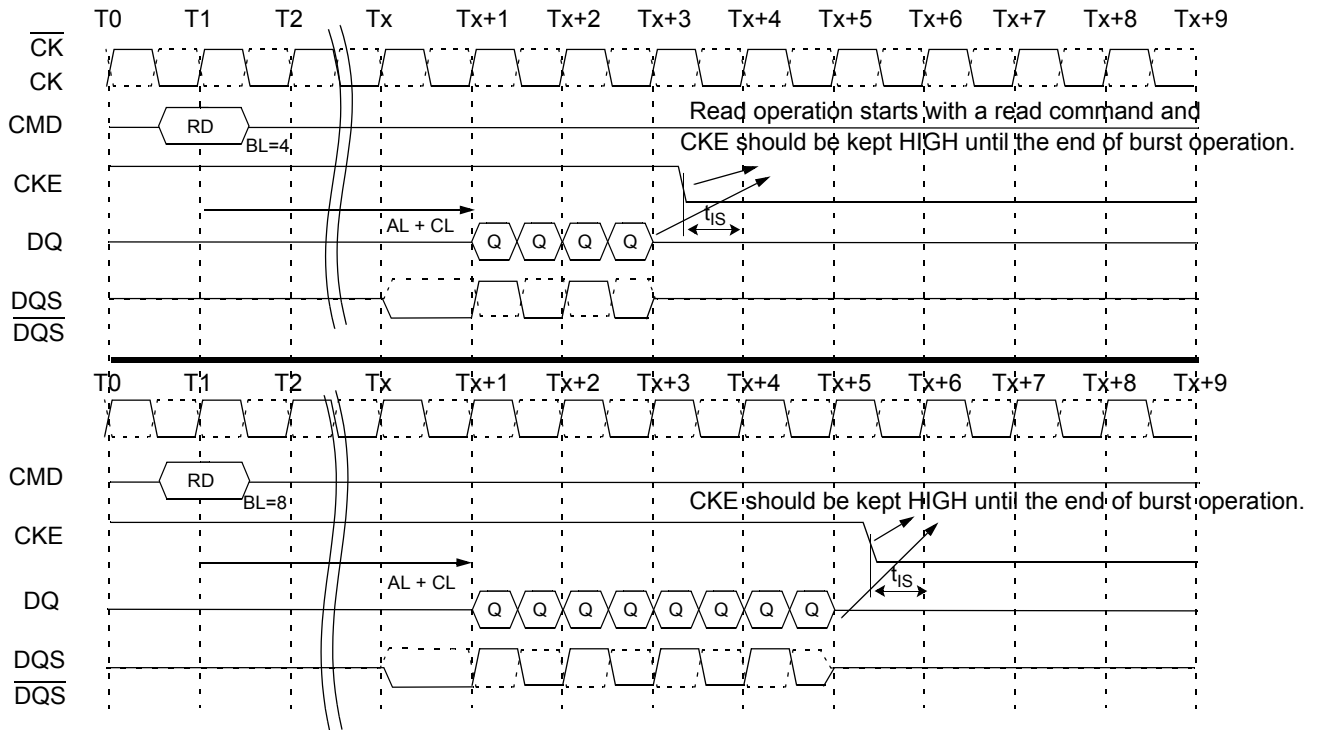 T0 T1 T2 Tx Tx+1 Tx+2 Tx+3 Tx+4 Tx+5 Tx+6 Tx+7 Tx+8 Tx+9
CK
CK
CMD RD BL=4 Read operation starts with a read command and
CKE should be kept HIGH until the end of burst operation.
CKE
AL + CL tIS
DQ Q Q Q Q
DQS
DQS
T0 T1 T2 Tx Tx+1 Tx+2 Tx+3 Tx+4 Tx+5 Tx+6 Tx+7 Tx+8 Tx+9
CMD RD BL=8 CKE should be kept HIGH until the end of burst operation.
CKE
AL + CL tIS
DQ Q Q Q Q Q Q Q Q
DQS
DQS